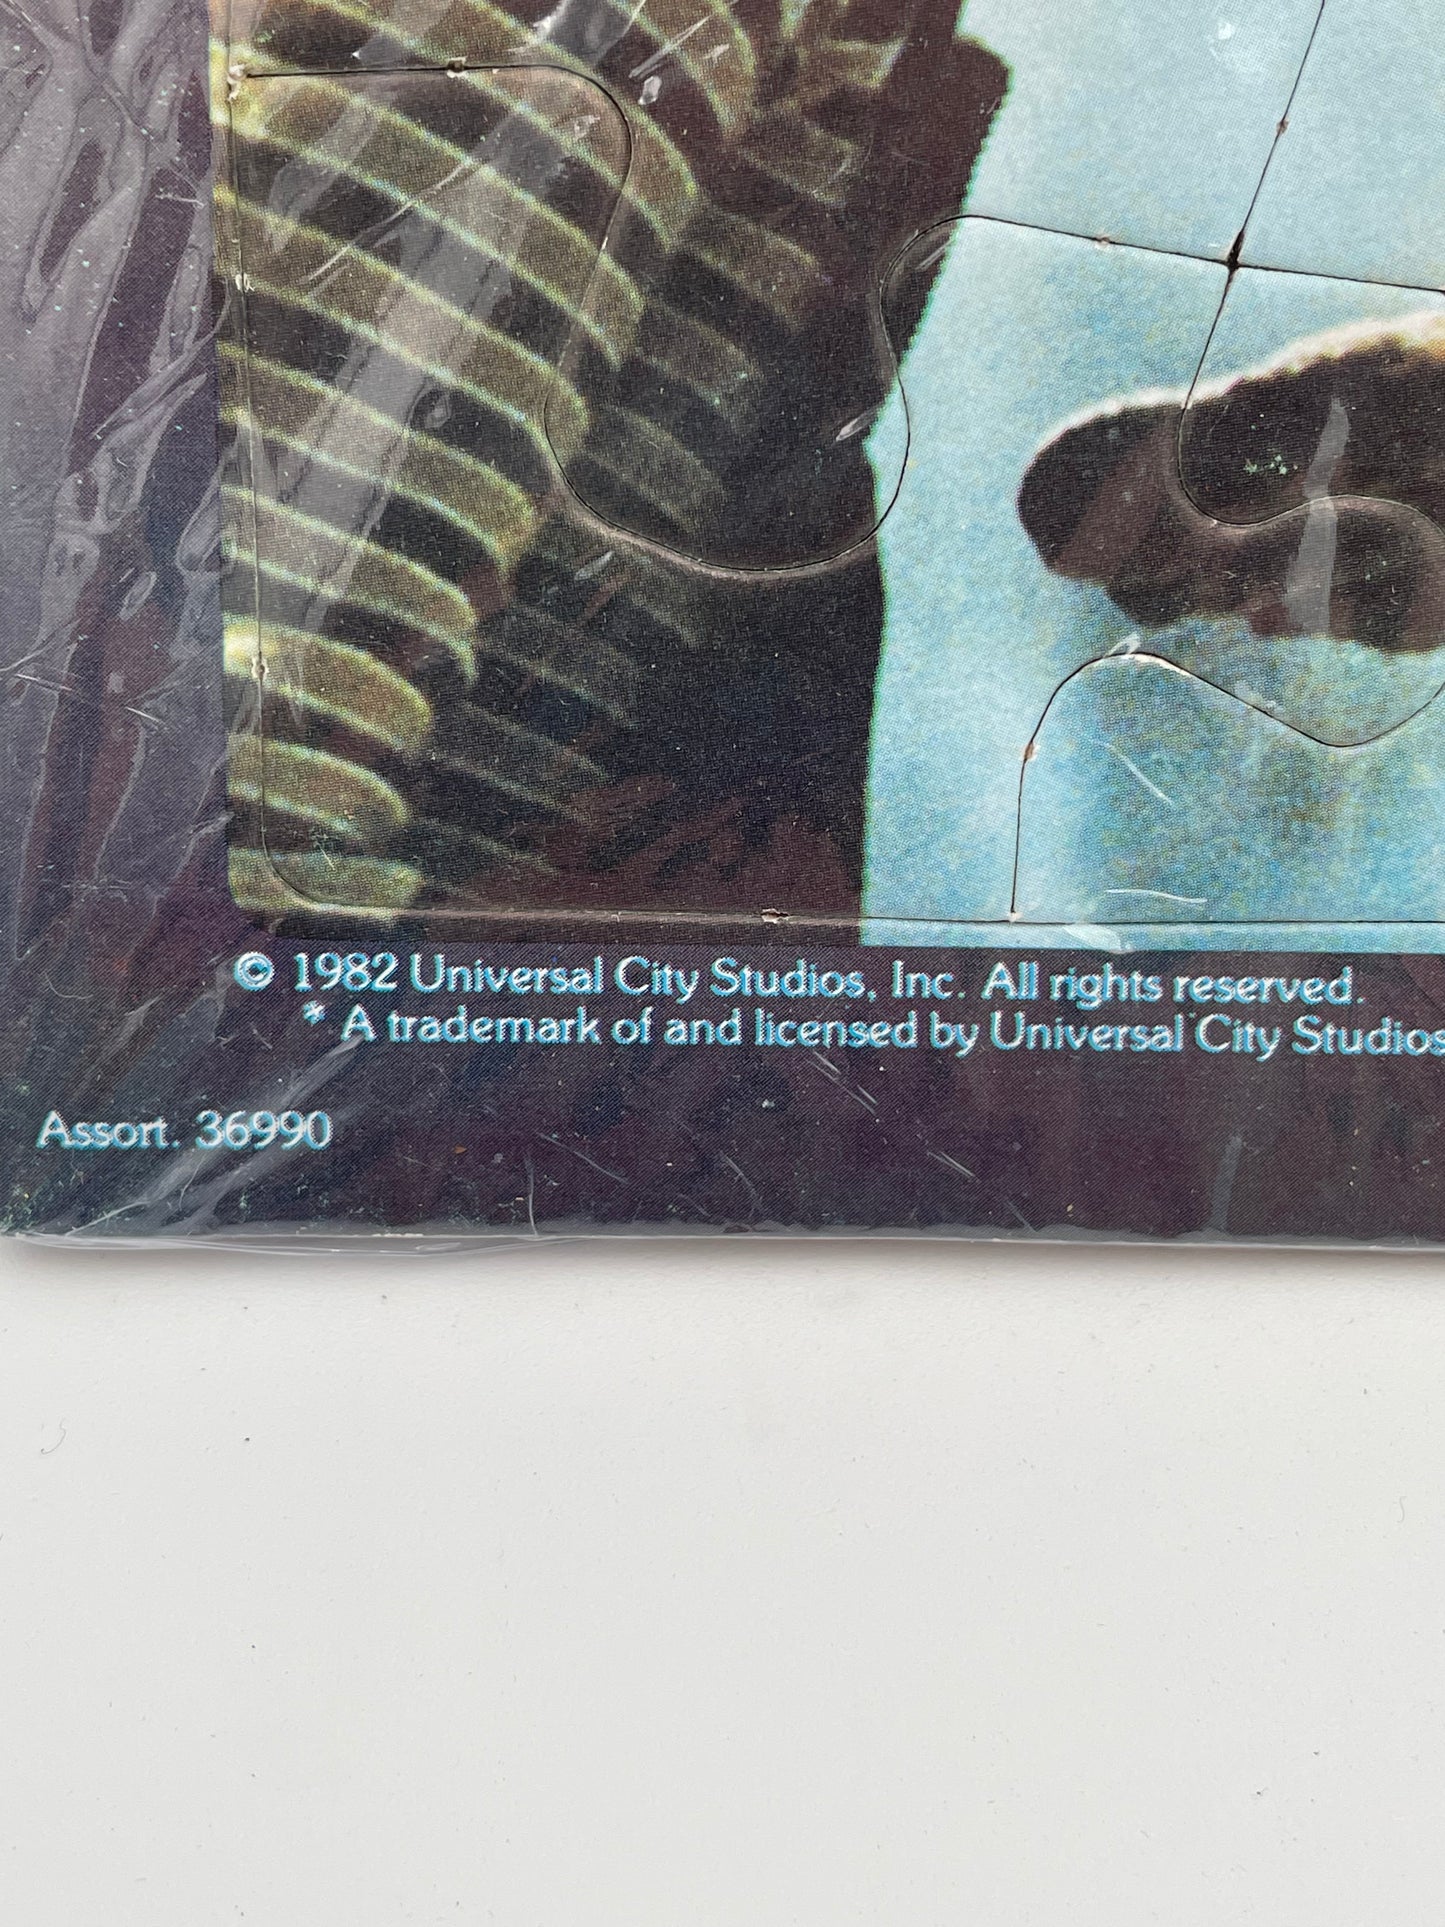 © 1982 Universal City Studios, Inc. All rights reserved.
* A trademark of and licensed by Universal City Studios
Assort. 36990